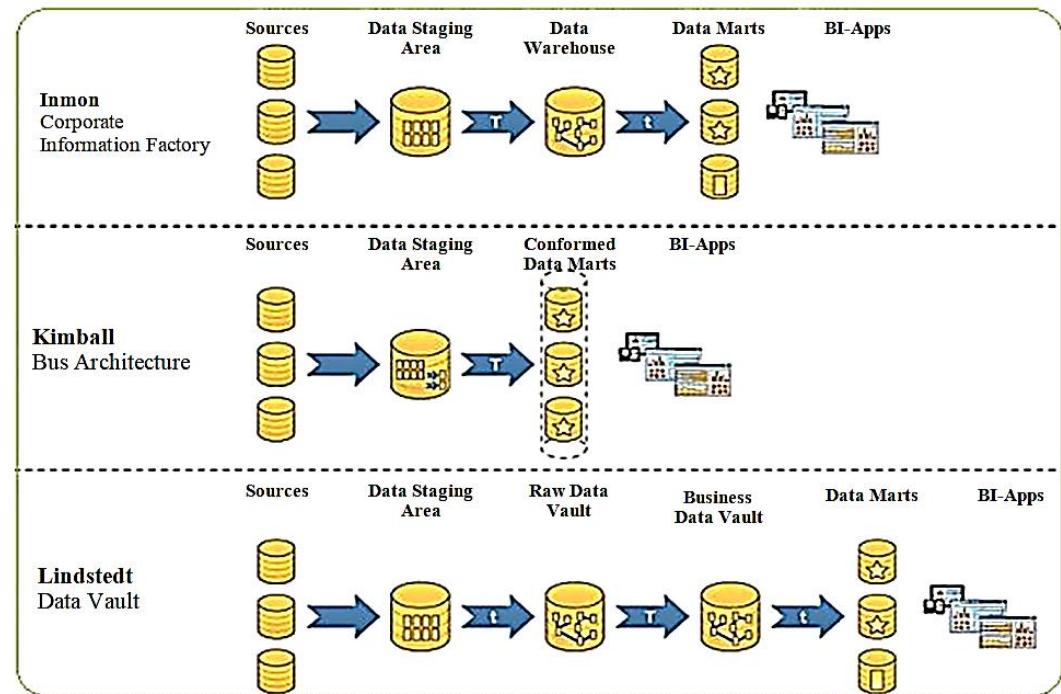 Sources
Data Staging
Area
Data
Warehouse
Data Marts
BI-Apps
Inmon
Corporate
Information Factory
T
t
Sources
Data Staging
Area
Conformed
Data Marts
BI-Apps
Kimball
Bus Architecture
T
Sources
Data Staging
Area
Raw Data
Vault
Business
Data Vault
Data Marts
BI-Apps
Lindstedt
Data Vault
t
T
t